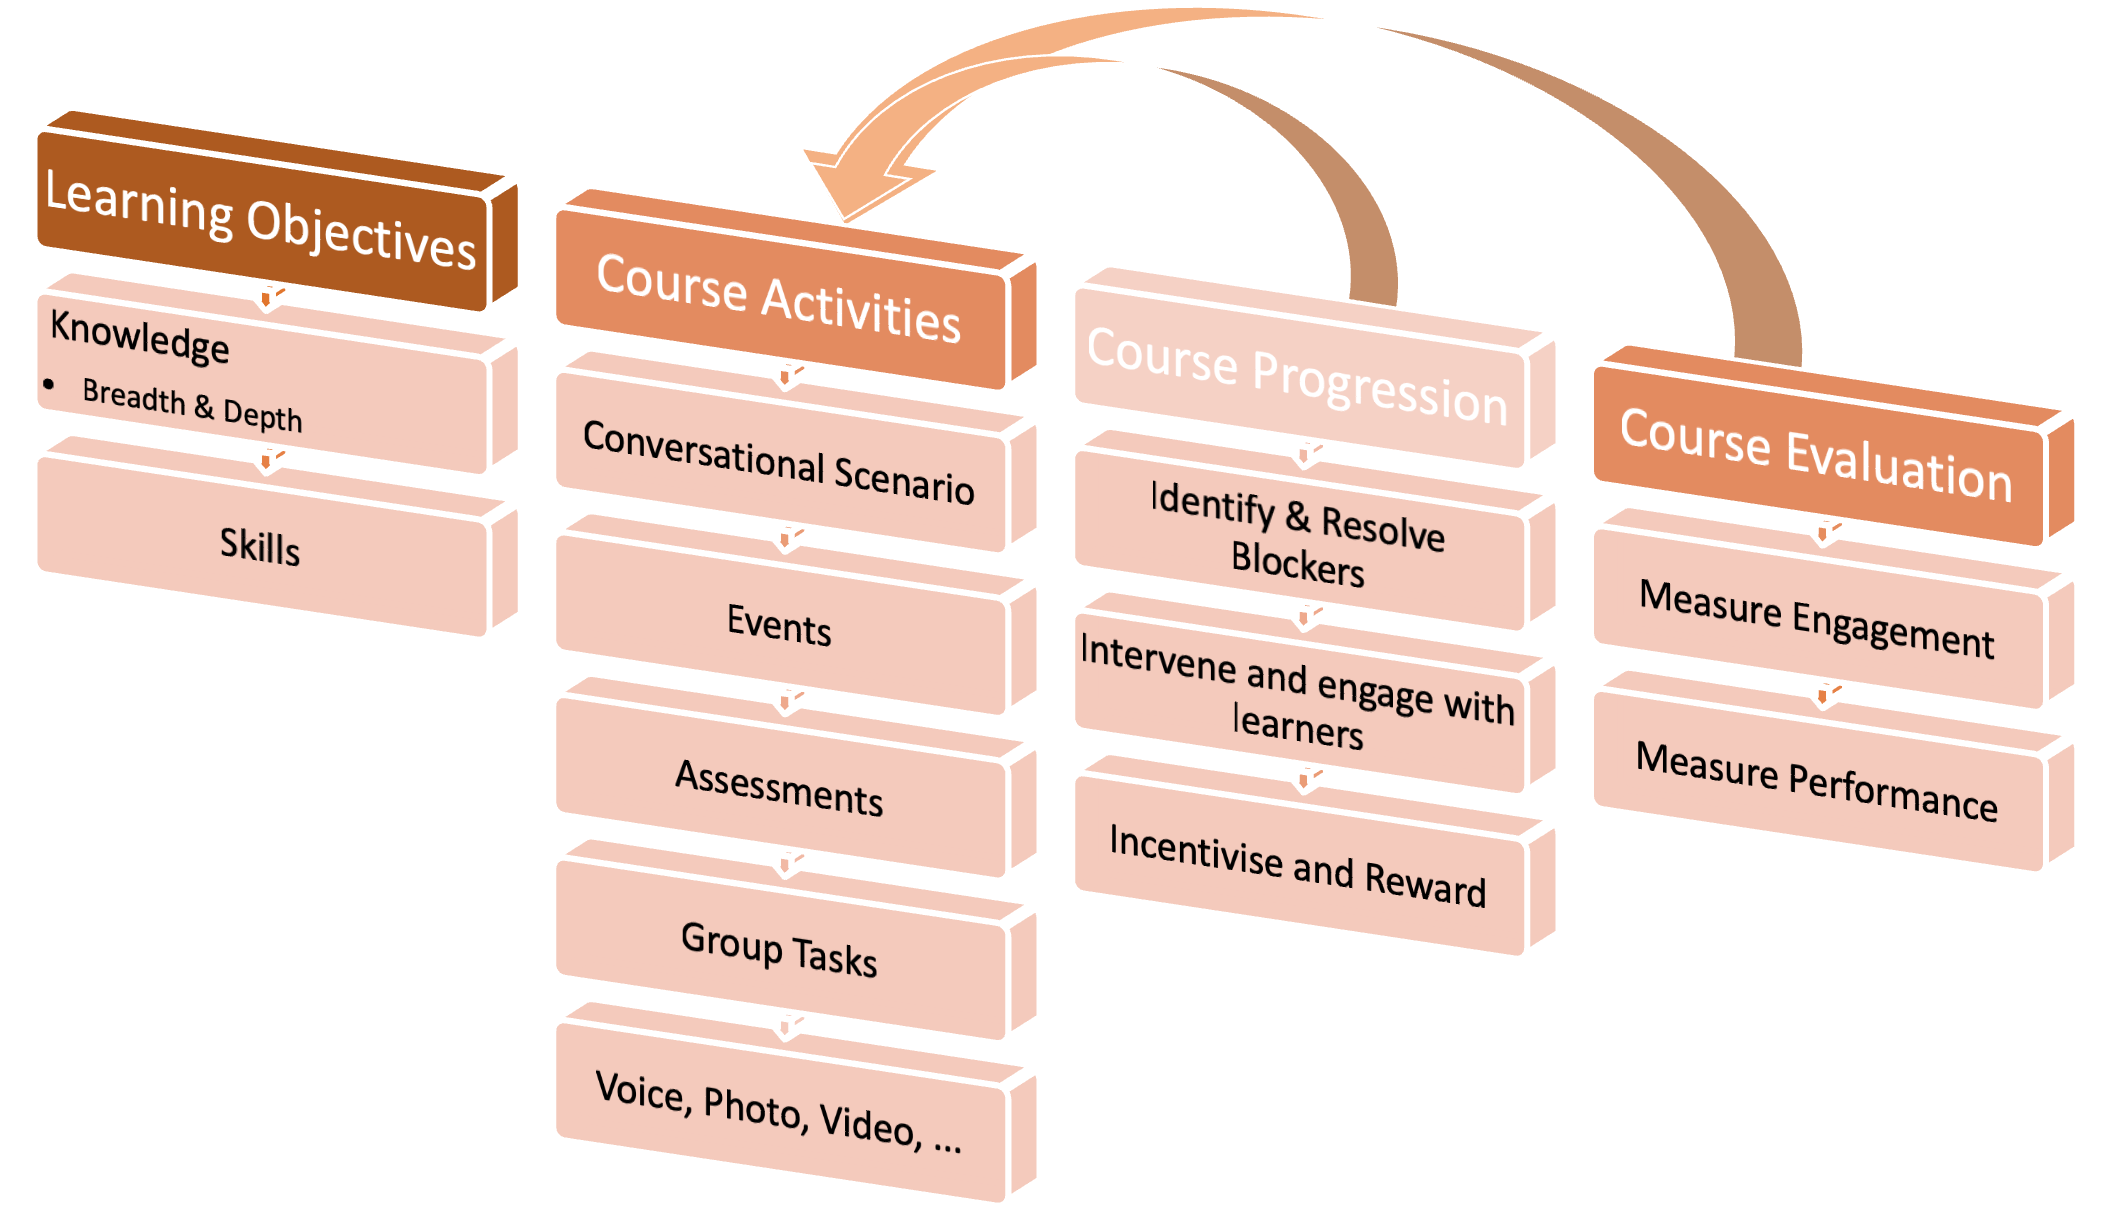 Learning Objectives
Knowledge
• Breadth & Depth
Skills
Course Activities
Conversational Scenario
Events
Assessments
Group Tasks
Voice, Photo, Video, ...
Course Progression
Identify & Resolve
Blockers
Intervene and engage with
learners
Incentivise and Reward
Course Evaluation
Measure Engagement
Measure Performance